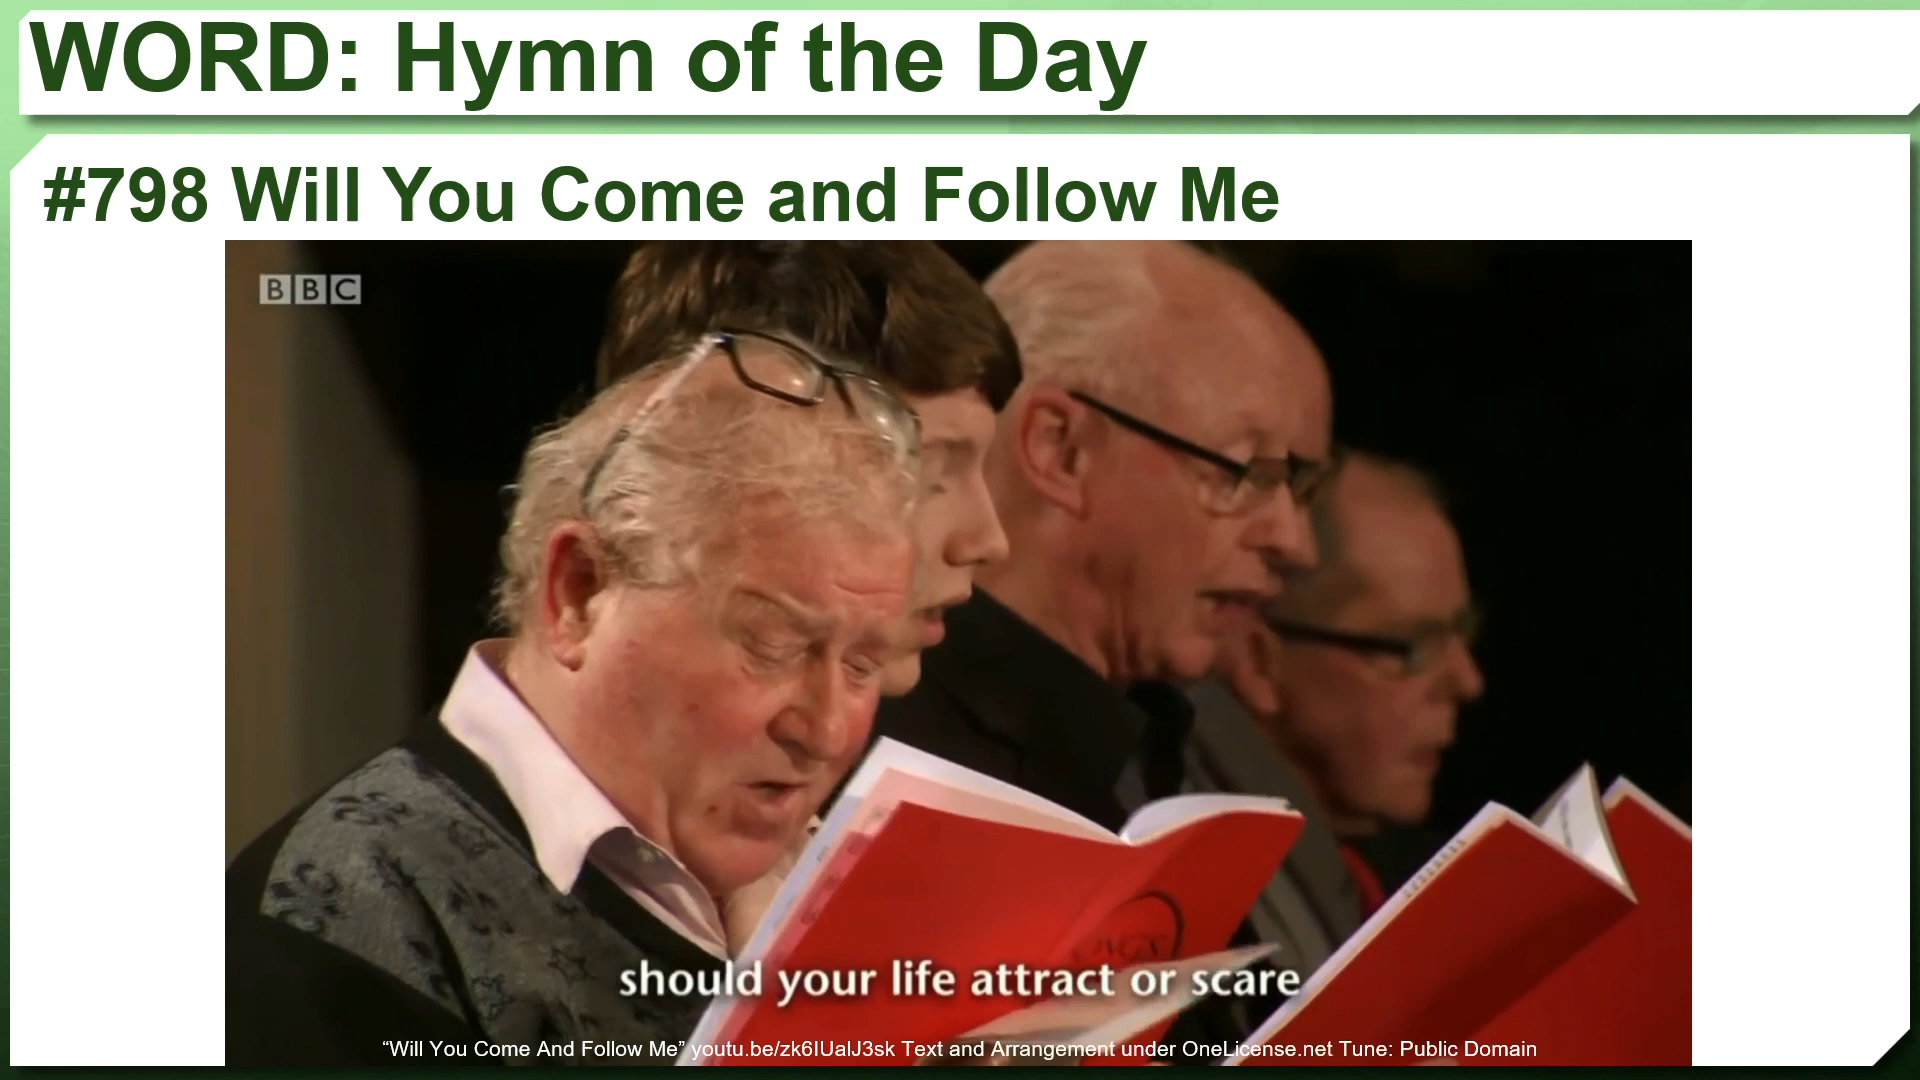 WORD: Hymn of the Day
#798 Will You Come and Follow Me
BBC
should your life attract or scare
“Will You Come And Follow Me” youtu.be/zk6IUalJ3sk Text and Arrangement under OneLicense.net Tune: Public Domain